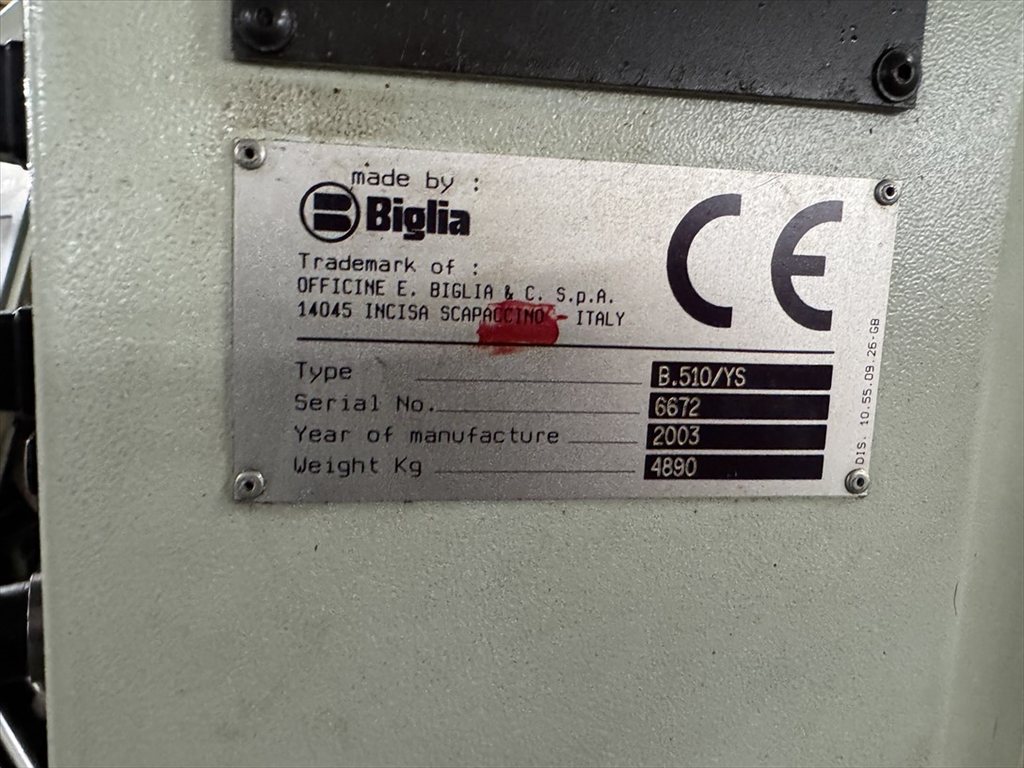 made by :
Biglia
CE
Trademark of :
OFFICINE E. BIGLIA & C. S.p.A.
14045 INCISA SCAPACCINO - ITALY
Type B.510/YS
Serial No. 6672
Year of manufacture 2003
Weight Kg 4890
DIS. 10.55.09.26-GB